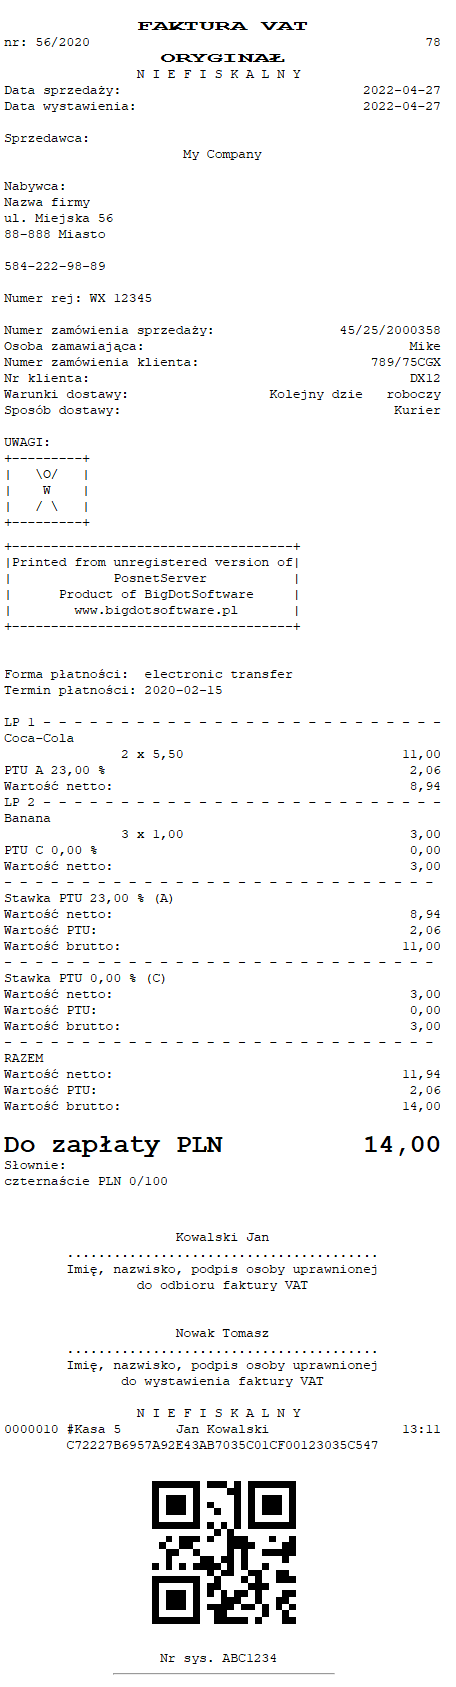 FAKTURA VAT
nr: 56/2020 78
ORYGINAŁ
N I E F I S K A L N Y
Data sprzedaży: 2022-04-27
Data wystawienia: 2022-04-27
Sprzedawca:
My Company
Nabywca:
Nazwa firmy
ul. Miejska 56
88-888 Miasto
584-222-98-89
Numer rej: WX 12345
Numer zamówienia sprzedaży: 45/25/2000358
Osoba zamawiająca: Mike
Numer zamówienia klienta: 789/75CGX
Nr klienta: DX12
Warunki dostawy: Kolejny dzie roboczy
Sposób dostawy: Kurier
UWAGI:
+---------+
| \O/ |
| W |
| / \ |
+---------+
+------------------------------------+
|Printed from unregistered version of|
| PosnetServer |
| Product of BigDotSoftware |
| www.bigdotsoftware.pl |
+------------------------------------+
Forma płatności: electronic transfer
Termin płatności: 2020-02-15
LP 1 - - - - - - - - - - - - - - - - - - - - - - - - - -
Coca-Cola
2 x 5,50 11,00
PTU A 23,00 % 2,06
Wartość netto: 8,94
LP 2 - - - - - - - - - - - - - - - - - - - - - - - - - -
Banana
3 x 1,00 3,00
PTU C 0,00 % 0,00
Wartość netto: 3,00
- - - - - - - - - - - - - - - - - - - - - - - - - - - -
Stawka PTU 23,00 % (A)
Wartość netto: 8,94
Wartość PTU: 2,06
Wartość brutto: 11,00
- - - - - - - - - - - - - - - - - - - - - - - - - - - -
Stawka PTU 0,00 % (C)
Wartość netto: 3,00
Wartość PTU: 0,00
Wartość brutto: 3,00
- - - - - - - - - - - - - - - - - - - - - - - - - - - -
RAZEM
Wartość netto: 11,94
Wartość PTU: 2,06
Wartość brutto: 14,00
Do zapłaty PLN 14,00
Słownie:
czternaście PLN 0/100
Kowalski Jan
........................................
Imię, nazwisko, podpis osoby uprawnionej
do odbioru faktury VAT
Nowak Tomasz
........................................
Imię, nazwisko, podpis osoby uprawnionej
do wystawienia faktury VAT
N I E F I S K A L N Y
0000010 #Kasa 5 Jan Kowalski 13:11
C72227B6957A92E43AB7035C01CF00123035C547
Nr sys. ABC1234